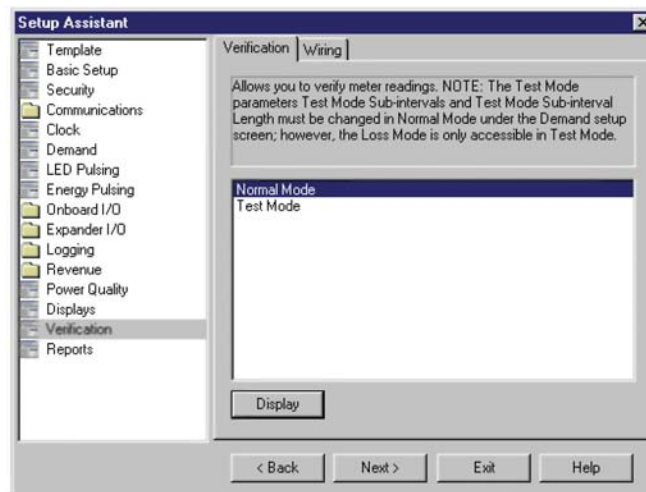 Setup Assistant
Template
Basic Setup
Security
Communications
Clock
Demand
LED Pulsing
Energy Pulsing
Onboard I/O
Expander I/O
Logging
Revenue
Power Quality
Displays
Verification
Reports
Verification
Wiring
Allows you to verify meter readings. NOTE: The Test Mode
parameters Test Mode Sub-intervals and Test Mode Sub-interval
Length must be changed in Normal Mode under the Demand setup
screen; however, the Loss Mode is only accessible in Test Mode.
Normal Mode
Test Mode
Display
< Back
Next >
Exit
Help